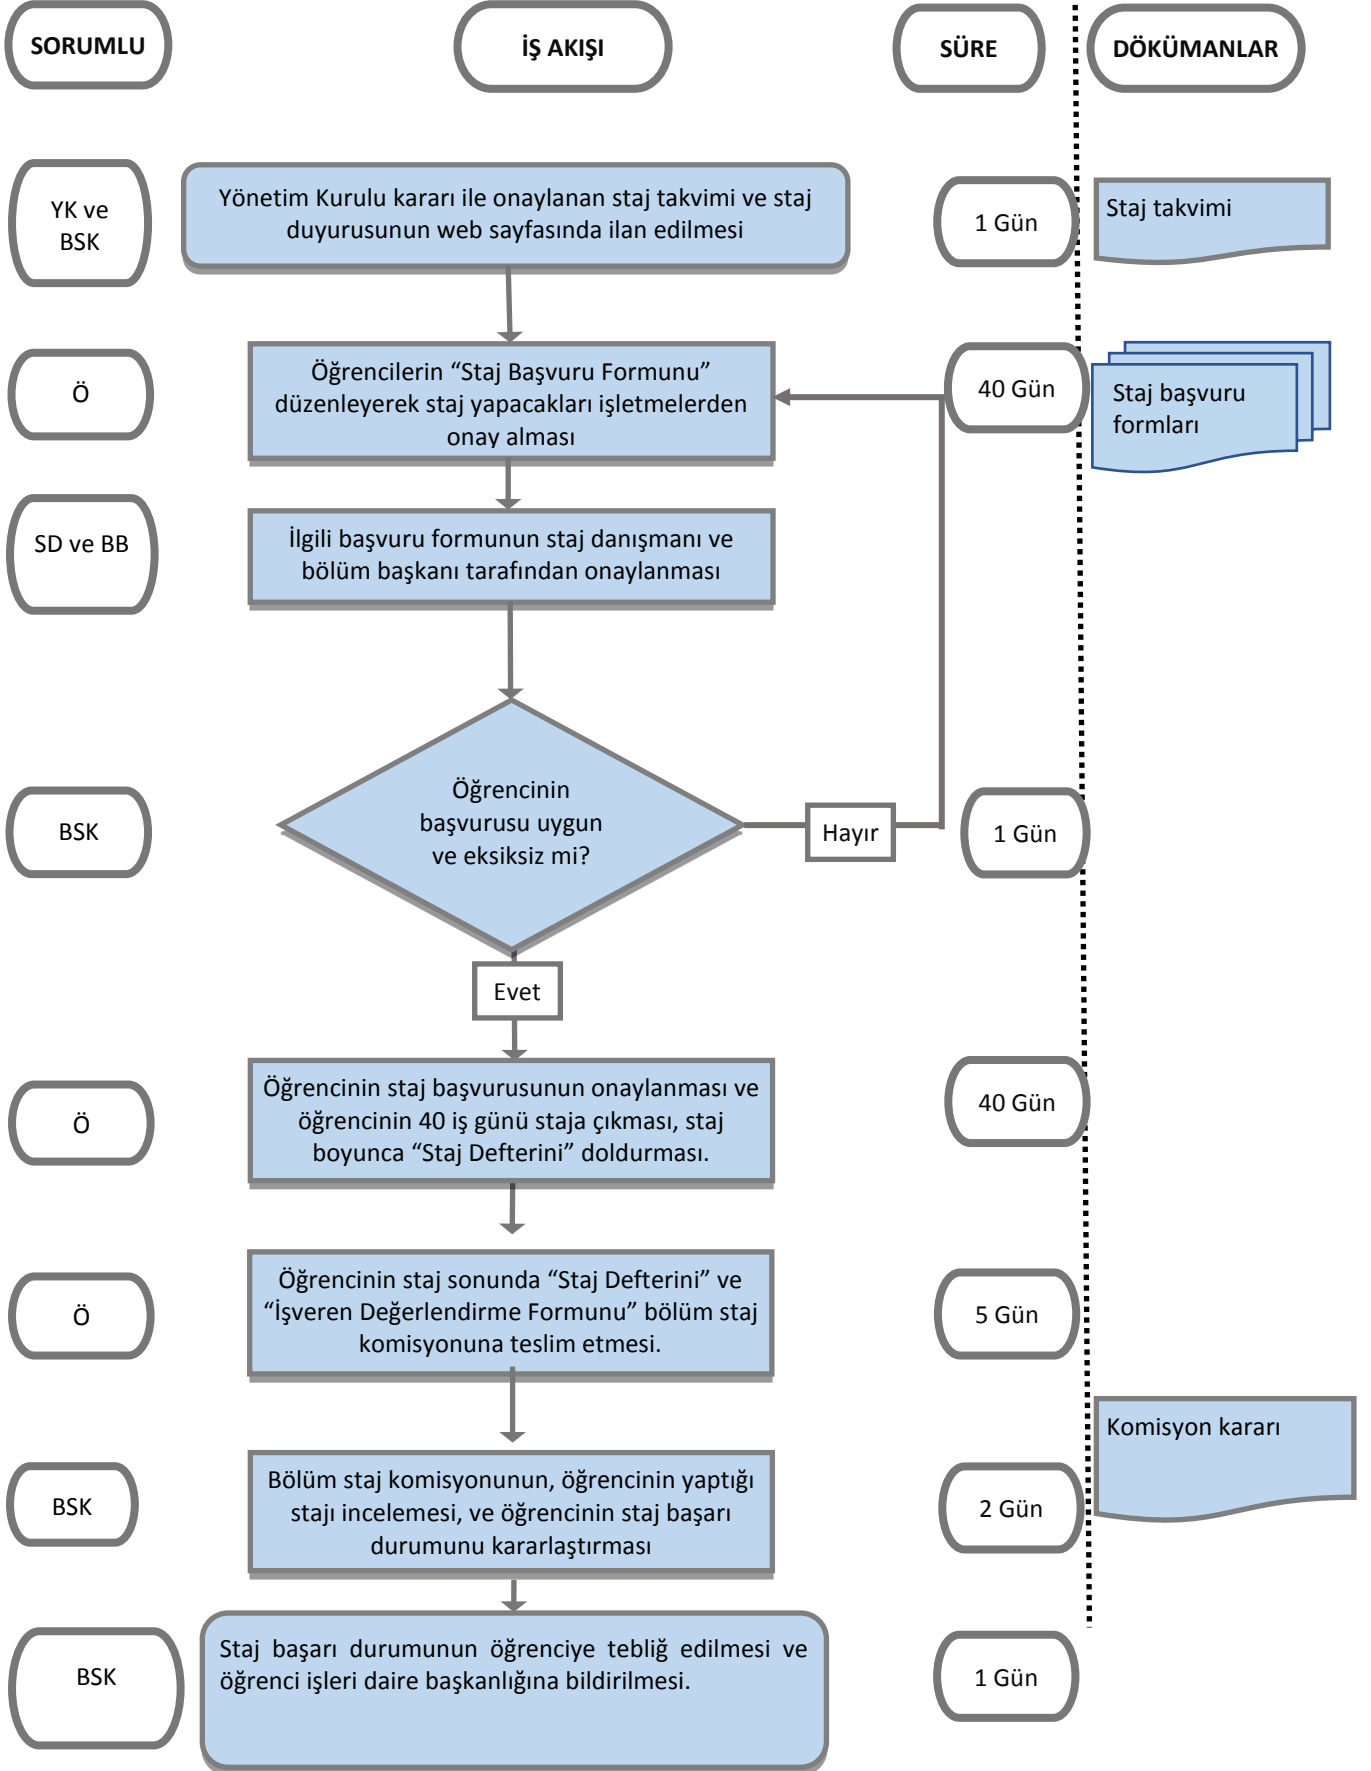 SORUMLU
İŞ AKIŞI
SÜRE
DÖKÜMANLAR
YK ve
BSK
Yönetim Kurulu kararı ile onaylanan staj takvimi ve staj
duyurusunun web sayfasında ilan edilmesi
1 Gün
Staj takvimi
Ö
Öğrencilerin “Staj Başvuru Formunu”
düzenleyerek staj yapacakları işletmelerden
onay alması
40 Gün
Staj başvuru
formları
SD ve BB
İlgili başvuru formunun staj danışmanı ve
bölüm başkanı tarafından onaylanması
BSK
Öğrencinin
başvurusu uygun
ve eksiksiz mi?
Hayır
1 Gün
Evet
Ö
Öğrencinin staj başvurusunun onaylanması ve
öğrencinin 40 iş günü staja çıkması, staj
boyunca “Staj Defterini” doldurması.
40 Gün
Ö
Öğrencinin staj sonunda “Staj Defterini” ve
“İşveren Değerlendirme Formunu” bölüm staj
komisyonuna teslim etmesi.
5 Gün
Komisyon kararı
BSK
Bölüm staj komisyonunun, öğrencinin yaptığı
stajı incelemesi, ve öğrencinin staj başarı
durumunu kararlaştırması
2 Gün
BSK
Staj başarı durumunun öğrenciye tebliğ edilmesi ve
öğrenci işleri daire başkanlığına bildirilmesi.
1 Gün